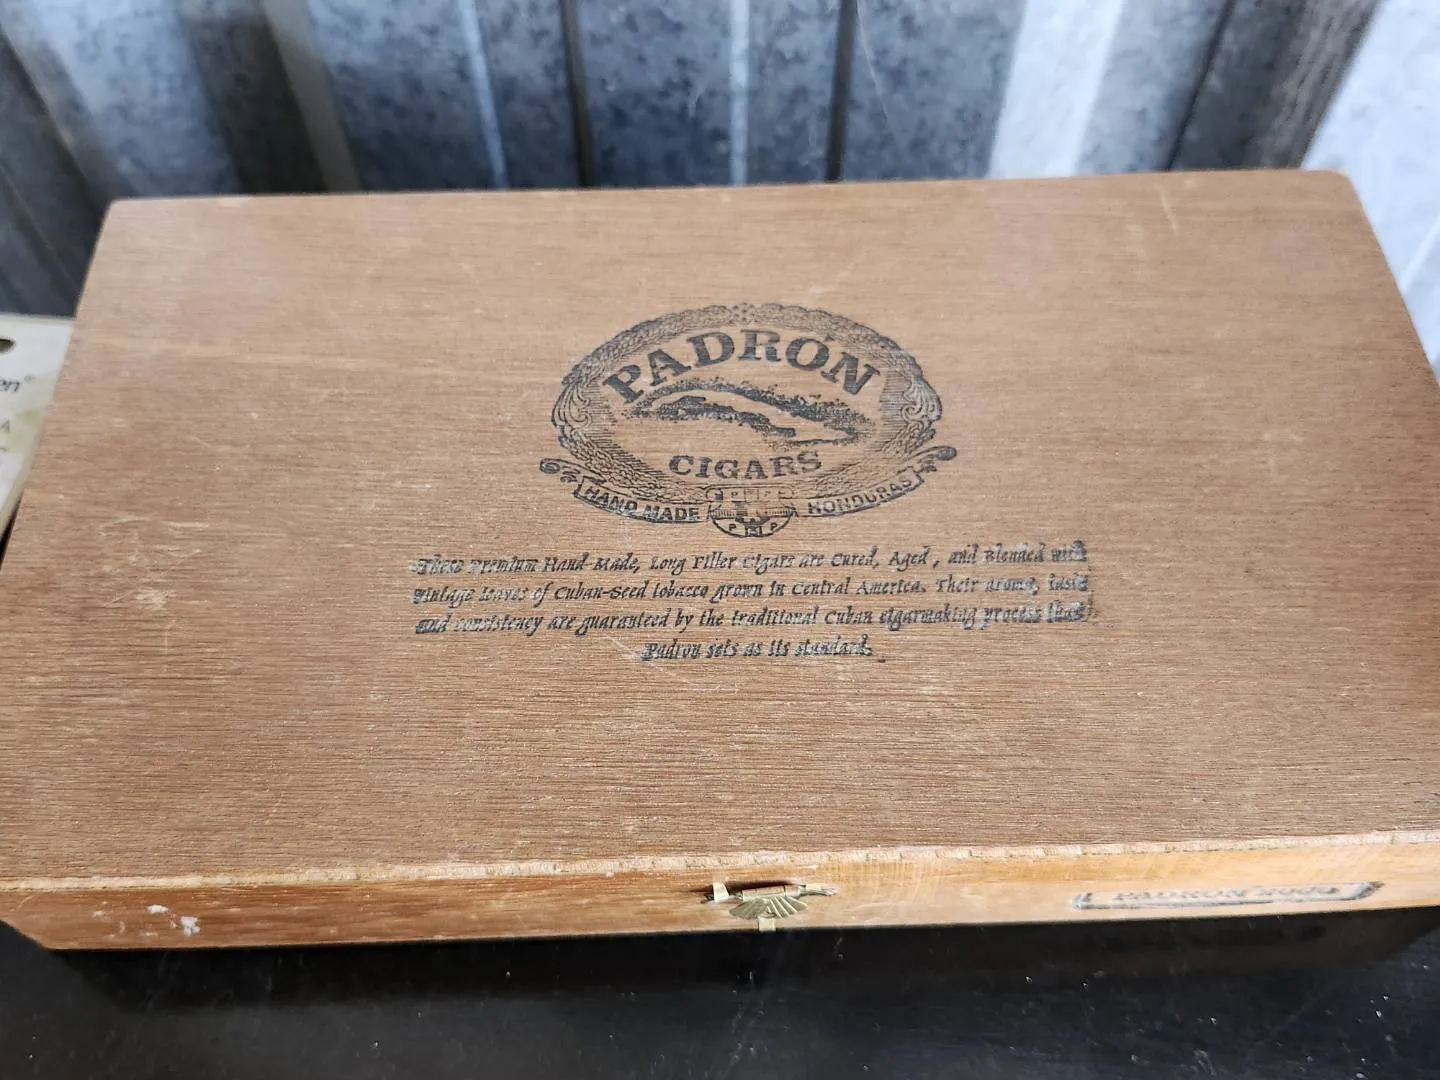 PADRÓN
CIGARS
HAND MADE HONDURAS
P P
These Premium Hand-Made, Long Filler Cigars are Cured, Aged, and Blended with
vintage leaves of Cuban-Seed tobacco grown in Central America. Their aroma, taste
and consistency are guaranteed by the traditional Cuban cigarmaking process that
Padron sets as its standard.
PADRON
en®
A